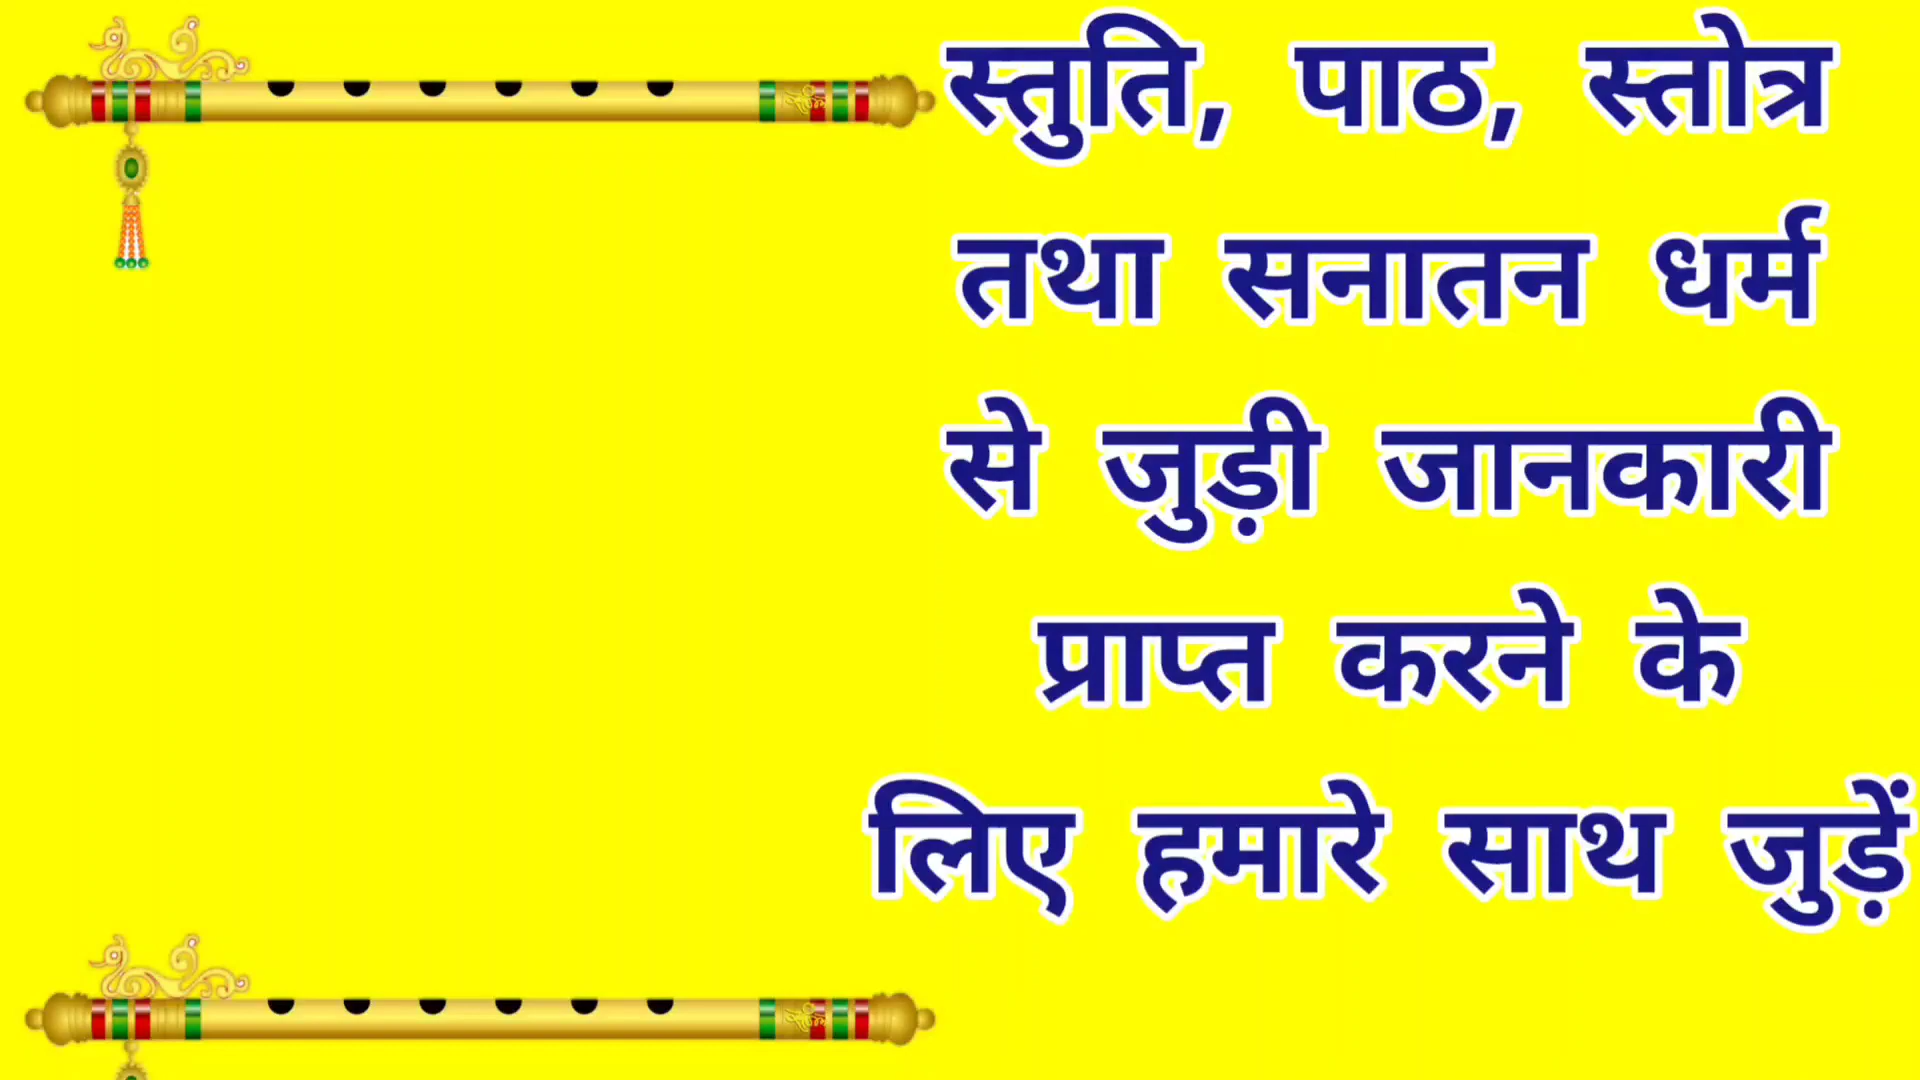 स्तुति, पाठ, स्तोत्र
तथा सनातन धर्म
से जुड़ी जानकारी
प्राप्त करने के
लिए हमारे साथ जुड़ें